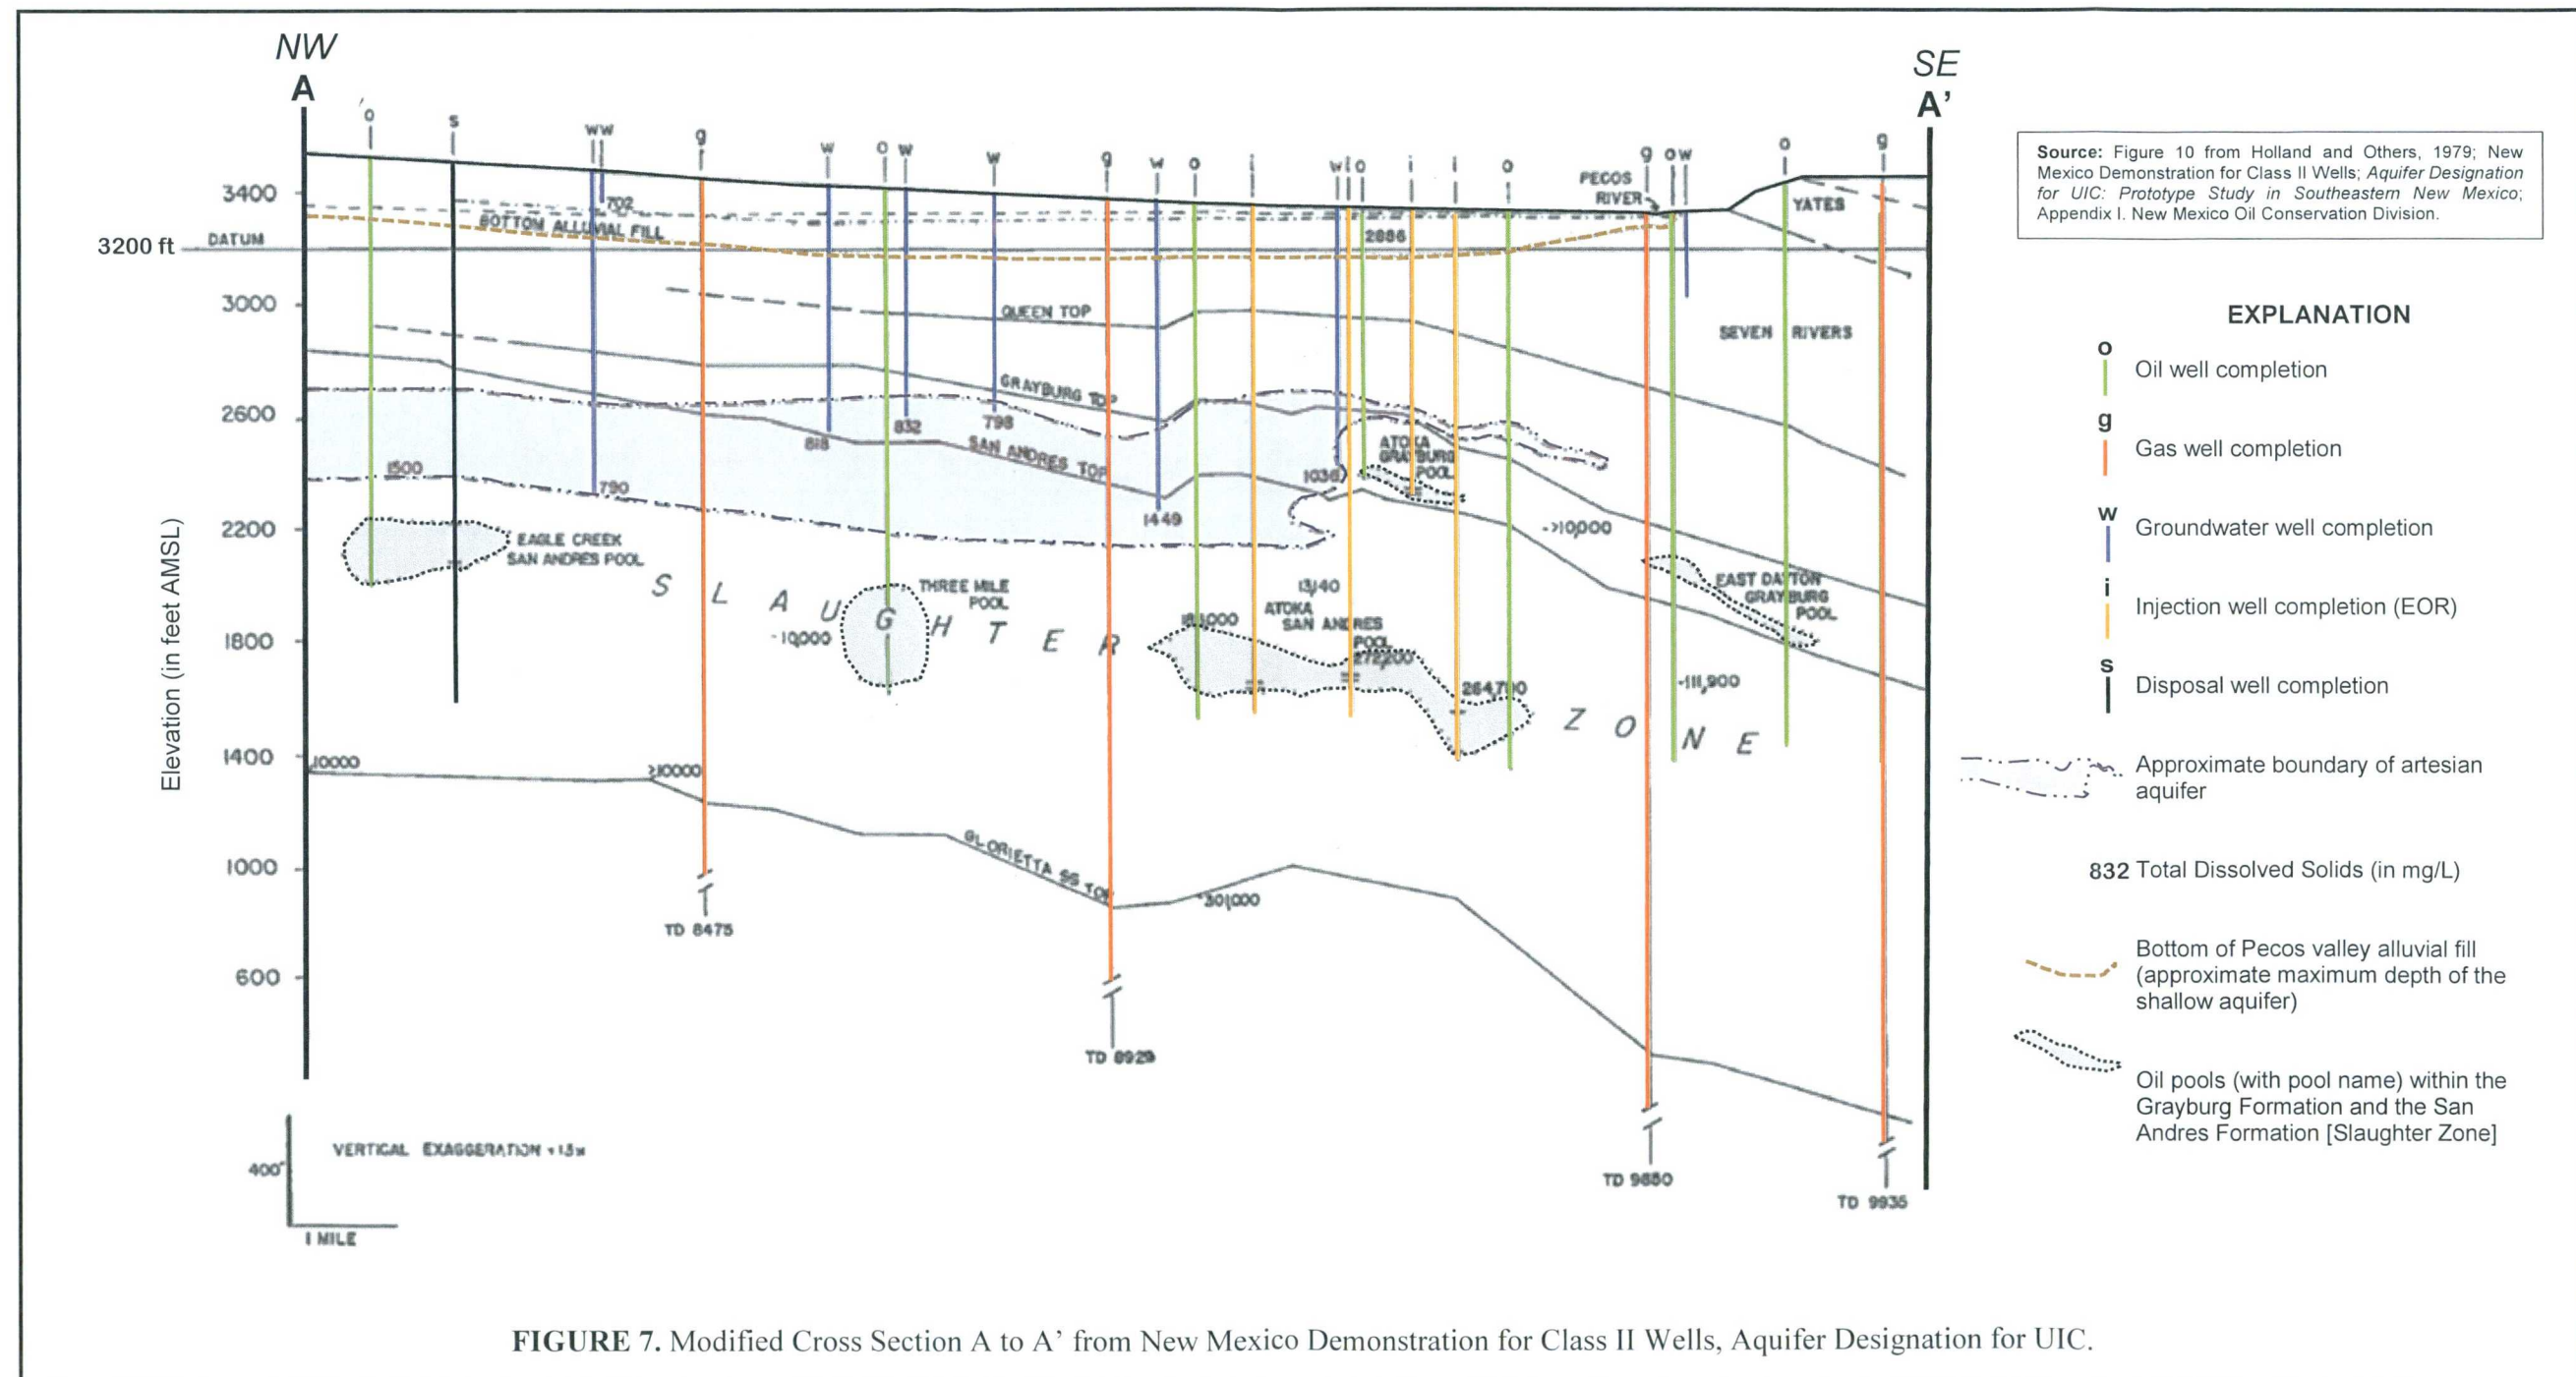 NW
A
SE
A'
o
s
w w
g
w
o w
w
g
w
o
i
w i o
i
i
o
PECOS
RIVER
g o w
o
g
3400
702
BOTTOM ALLUVIAL FILL
3200 ft
DATUM
2886
YATES
3000
QUEEN TOP
SEVEN RIVERS
2600
GRAYBURG TOP
818
832
798
SAN ANDRES TOP
ATOKA
GRAYBURG
POOL
1500
790
1036
1449
2200
->10,000
EAGLE CREEK
SAN ANDRES POOL
SLAUGHTER
THREE MILE
POOL
13,140
ATOKA
SAN ANDRES
POOL
EAST DAYTON
GRAYBURG
POOL
1800
-10,000
272,200
-111,900
ZONE
1400
10000
>10000
1000
GLORIETTA SS TOP
-301,000
600
TD 8475
TD 8929
TD 9850
TD 9935
Elevation (in feet AMSL)
VERTICAL EXAGGERATION
400'
1 MILE
Source: Figure 10 from Holland and Others, 1979; New
Mexico Demonstration for Class II Wells; Aquifer Designation
for UIC: Prototype Study in Southeastern New Mexico;
Appendix I. New Mexico Oil Conservation Division.
EXPLANATION
o
Oil well completion
g
Gas well completion
w
Groundwater well completion
i
Injection well completion (EOR)
s
Disposal well completion
Approximate boundary of artesian
aquifer
832 Total Dissolved Solids (in mg/L)
Bottom of Pecos valley alluvial fill
(approximate maximum depth of the
shallow aquifer)
Oil pools (with pool name) within the
Grayburg Formation and the San
Andres Formation [Slaughter Zone]
FIGURE 7. Modified Cross Section A to A' from New Mexico Demonstration for Class II Wells, Aquifer Designation for UIC.